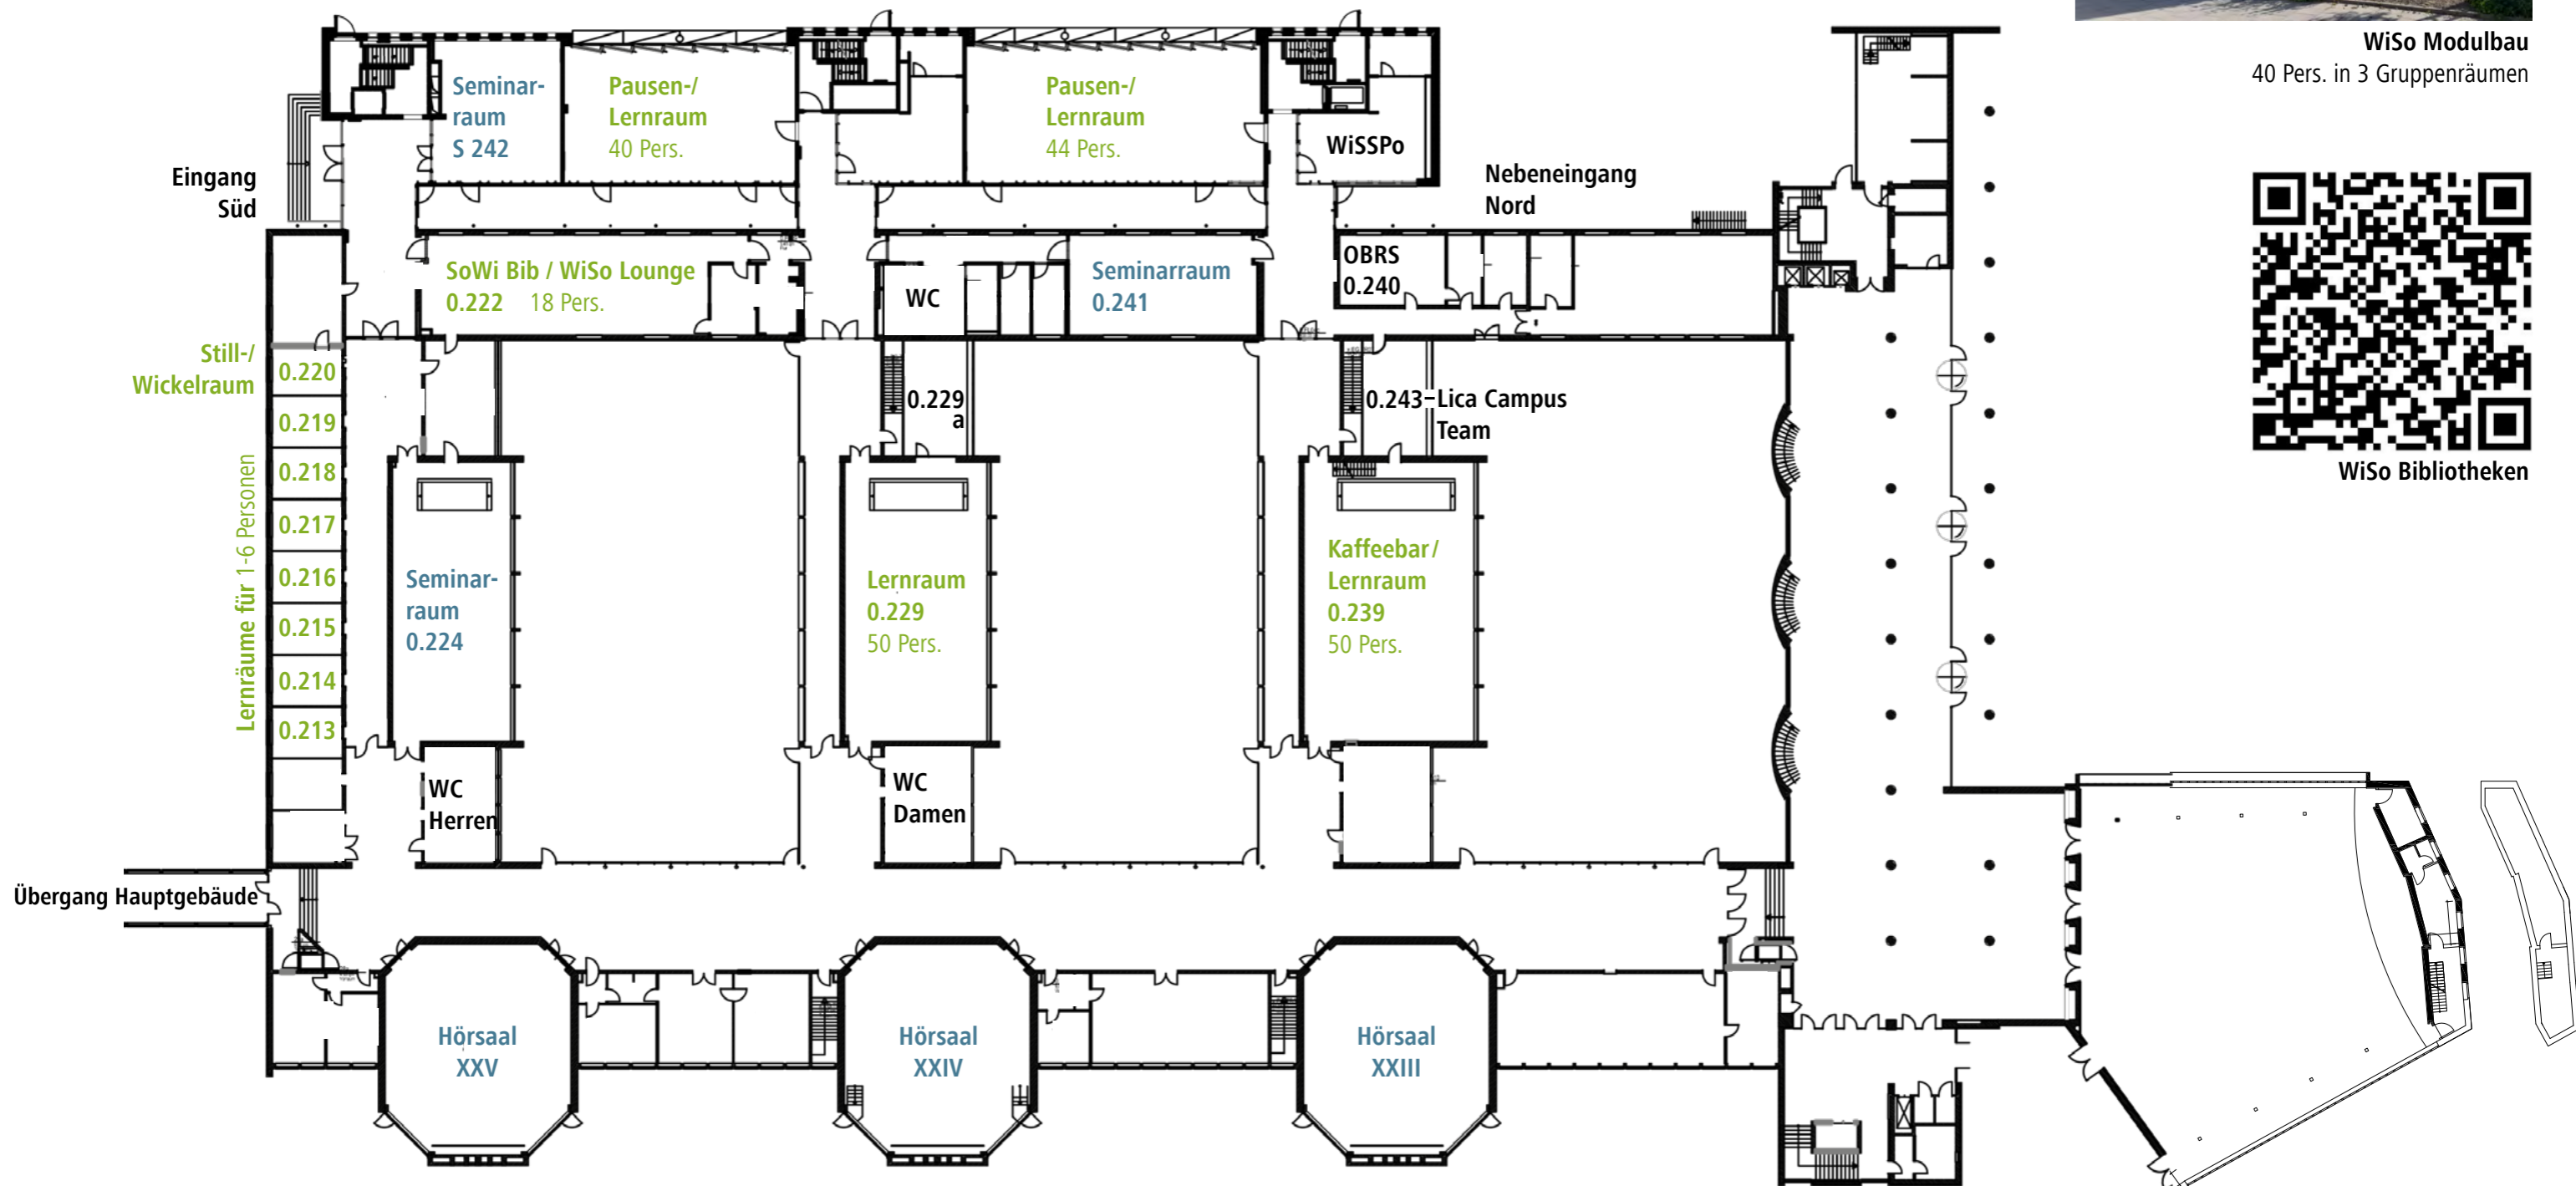 WiSo Modulbau
40 Pers. in 3 Gruppenräumen
Seminar-
raum
S 242
Pausen-/
Lernraum
40 Pers.
Pausen-/
Lernraum
44 Pers.
WiSSPo
Nebeneingang
Nord
Eingang
Süd
SoWi Bib / WiSo Lounge
0.222 18 Pers.
WC
Seminarraum
0.241
OBRS
0.240
WiSo Bibliotheken
Still-/
Wickelraum
0.220
0.219
0.218
0.217
0.216
0.215
0.214
0.213
Lernräume für 1-6 Personen
0.229
a
0.243
Lica Campus
Team
Seminar-
raum
0.224
Lernraum
0.229
50 Pers.
Kaffeebar/
Lernraum
0.239
50 Pers.
WC
Herren
WC
Damen
Übergang Hauptgebäude
Hörsaal
XXV
Hörsaal
XXIV
Hörsaal
XXIII